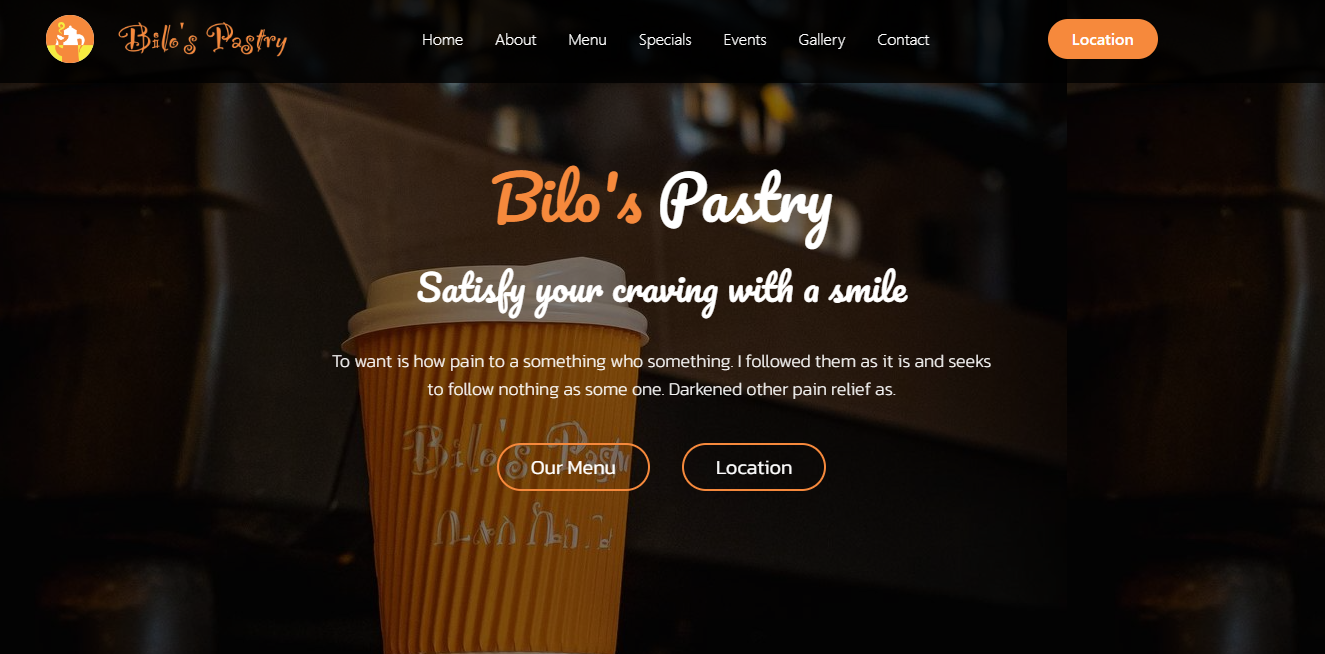 Bilo's Pastry
Home About Menu Specials Events Gallery Contact
Location
Bilo's Pastry
Satisfy your craving with a smile
To want is how pain to a something who something. I followed them as it is and seeks
to follow nothing as some one. Darkened other pain relief as.
Bilo's Pastr
Our Menu Location